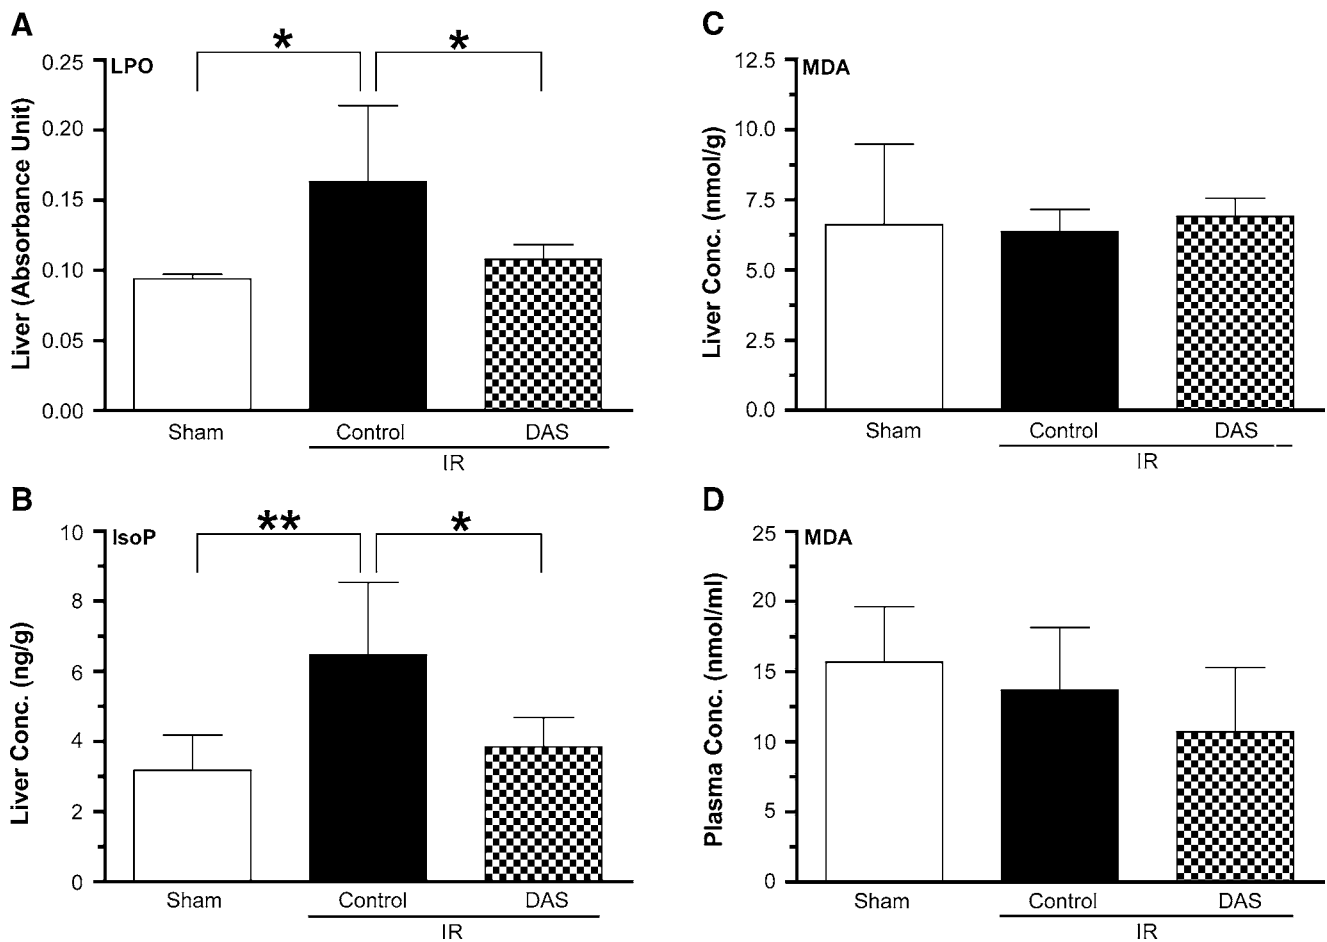 A
*
*
LPO
0.25
0.20
0.15
0.10
0.05
0.00
Liver (Absorbance Unit)
Sham
Control
DAS
IR
B
**
*
IsoP
10
8
6
4
2
0
Liver Conc. (ng/g)
Sham
Control
DAS
IR
C
MDA
12.5
10.0
7.5
5.0
2.5
0.0
Liver Conc. (nmol/g)
Sham
Control
DAS
IR
D
MDA
25
20
15
10
5
0
Plasma Conc. (nmol/ml)
Sham
Control
DAS
IR